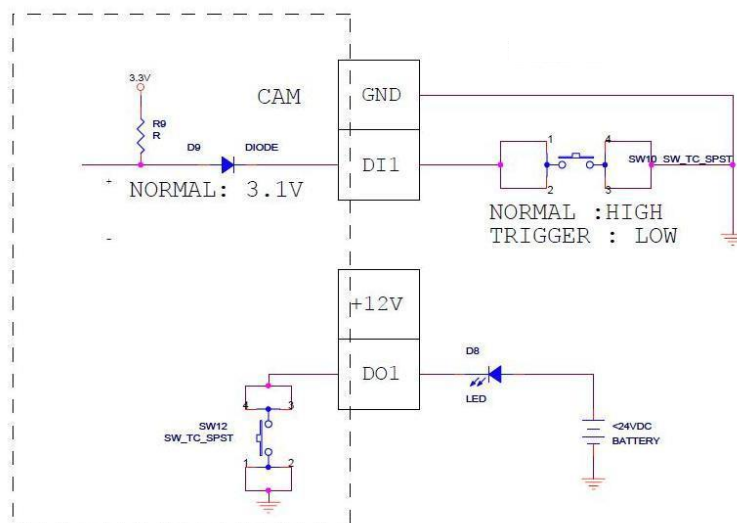 3.3V
R9
R
CAM
GND
D9 DIODE
DI1
1 4
SW10 SW_TC_SPST
2 3
+
NORMAL: 3.1V
-
NORMAL :HIGH
TRIGGER : LOW
+12V
D8
DO1
LED
4 3
SW12
SW_TC_SPST
<24VDC
BATTERY
1 2